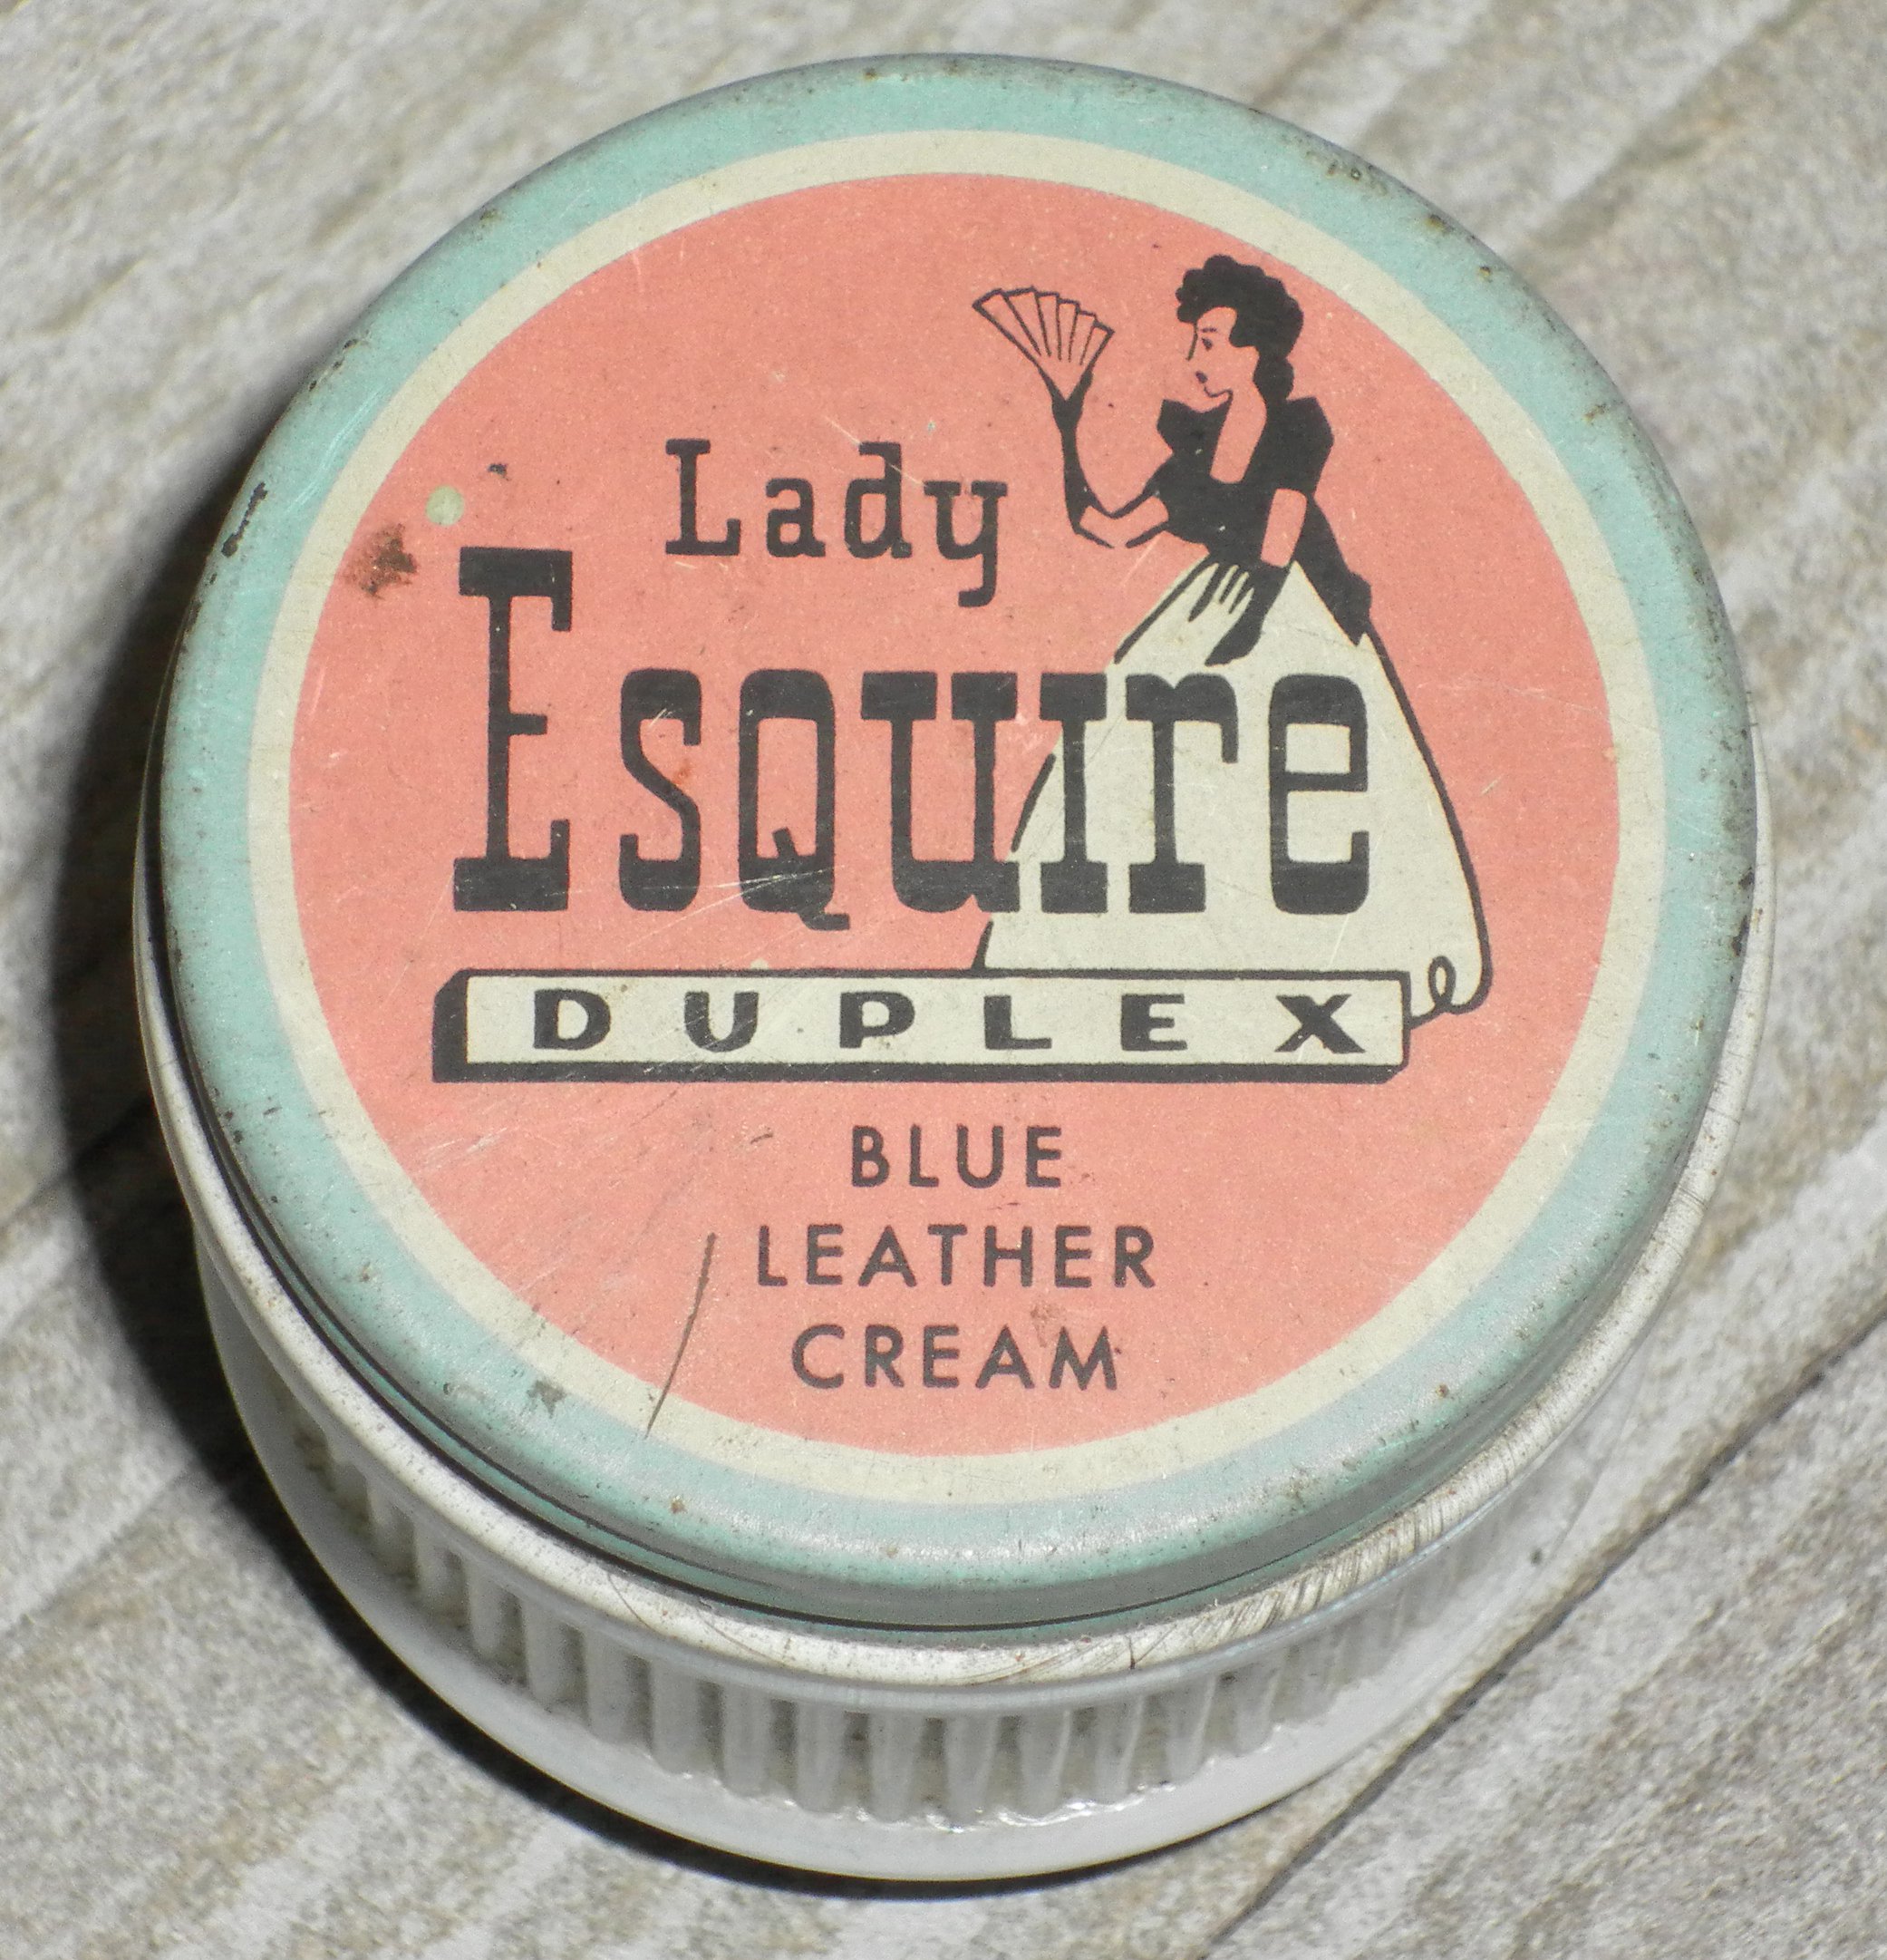 Lady
Esquire
DUPLEX
BLUE
LEATHER
CREAM